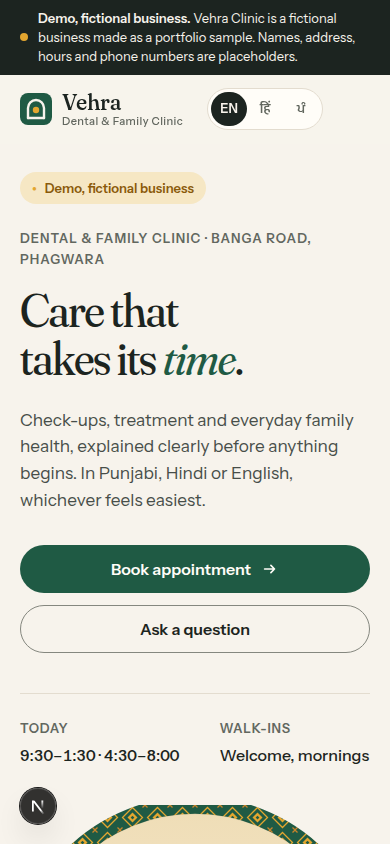 Demo, fictional business. Vehra Clinic is a fictional
business made as a portfolio sample. Names, address,
hours and phone numbers are placeholders.
Vehra
Dental & Family Clinic
EN
हिं
ਪੰ
Demo, fictional business
DENTAL & FAMILY CLINIC · BANGA ROAD,
PHAGWARA
Care that
takes its time.
Check-ups, treatment and everyday family
health, explained clearly before anything
begins. In Punjabi, Hindi or English,
whichever feels easiest.
Book appointment →
Ask a question
TODAY
9:30–1:30 · 4:30–8:00
WALK-INS
Welcome, mornings
N